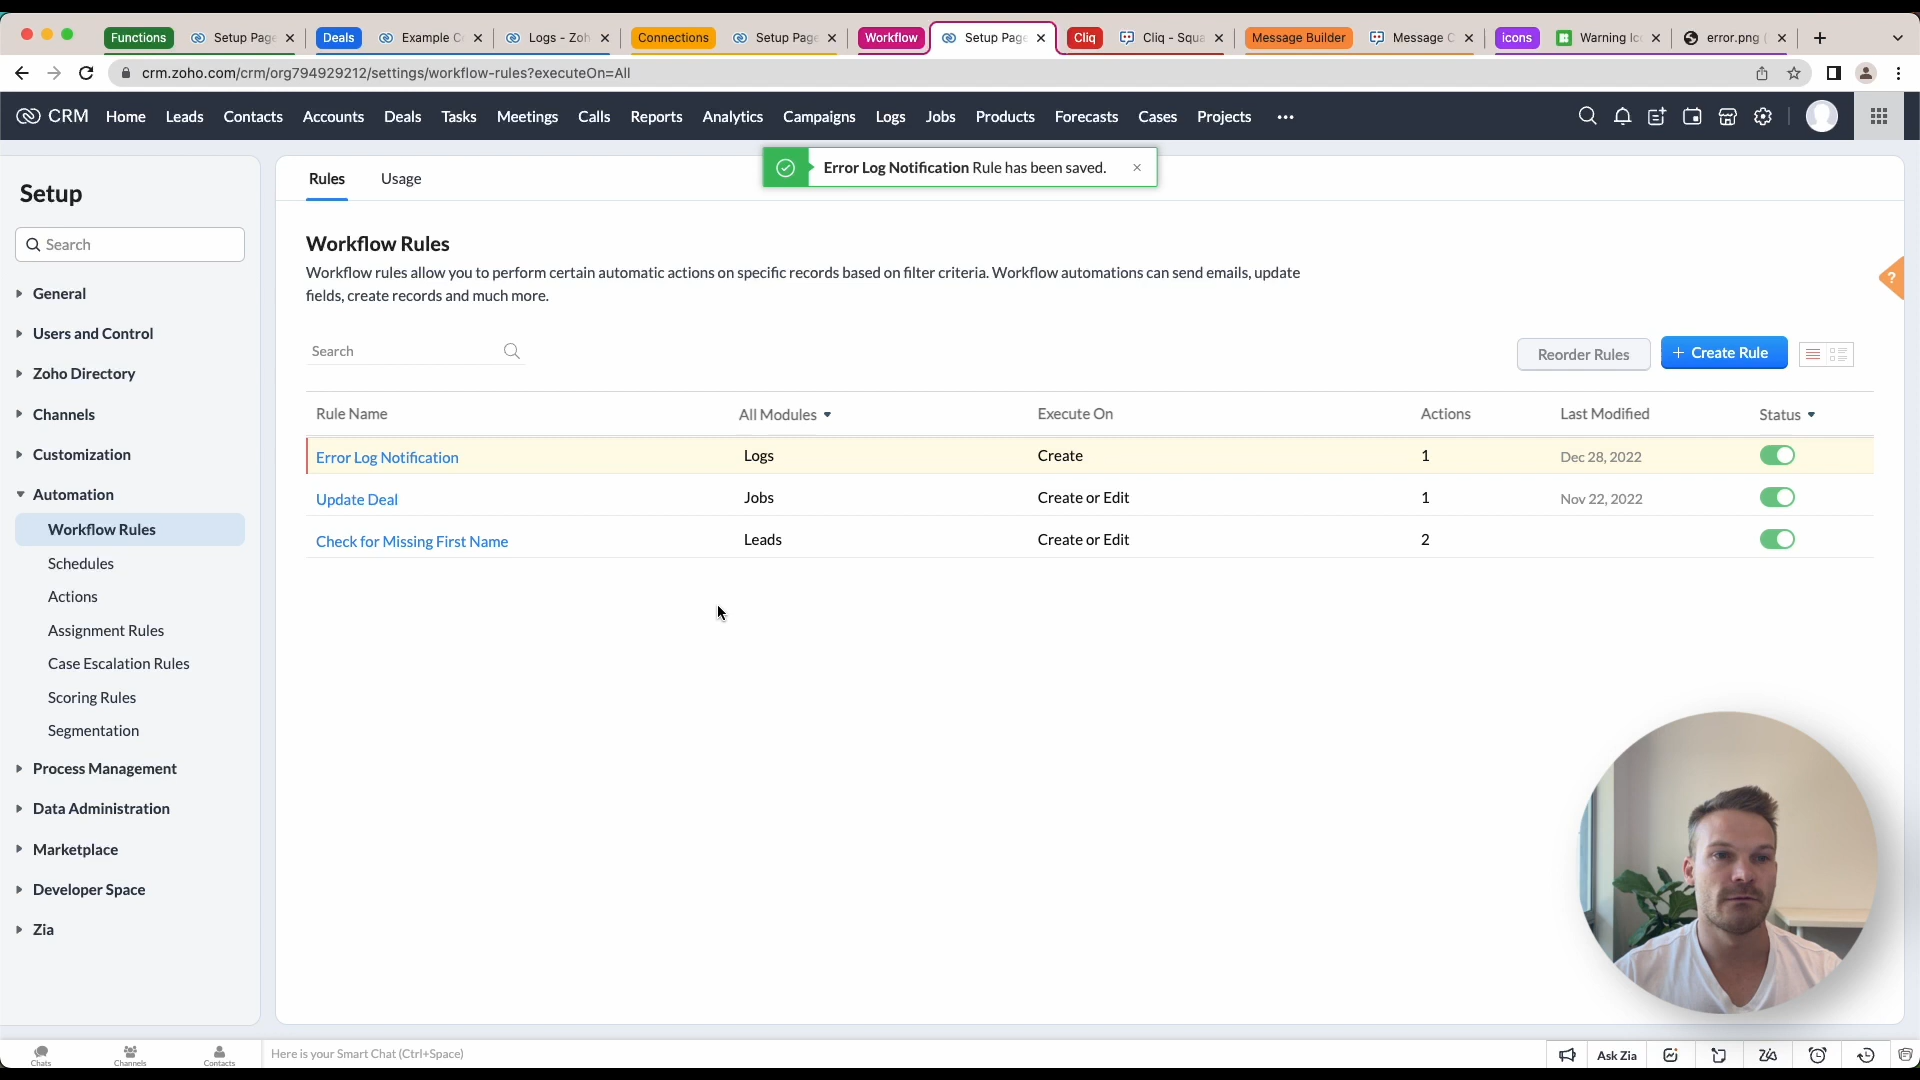 Functions
Setup Page
Deals
Example C
Logs - Zoh
Connections
Setup Page
Workflow
Setup Page
Cliq
Cliq - Squa
Message Builder
Message C
icons
Warning Ic
error.png (
crm.zoho.com/crm/org794929212/settings/workflow-rules?executeOn=All
CRM Home Leads Contacts Accounts Deals Tasks Meetings Calls Reports Analytics Campaigns Logs Jobs Products Forecasts Cases Projects
Error Log Notification Rule has been saved.
Setup
Search
General
Users and Control
Zoho Directory
Channels
Customization
Automation
Workflow Rules
Schedules
Actions
Assignment Rules
Case Escalation Rules
Scoring Rules
Segmentation
Process Management
Data Administration
Marketplace
Developer Space
Zia
Rules Usage
Workflow Rules
Workflow rules allow you to perform certain automatic actions on specific records based on filter criteria. Workflow automations can send emails, update
fields, create records and much more.
?
Search
Reorder Rules
+ Create Rule
Rule Name All Modules Execute On Actions Last Modified Status
Error Log Notification Logs Create 1 Dec 28, 2022
Update Deal Jobs Create or Edit 1 Nov 22, 2022
Check for Missing First Name Leads Create or Edit 2
Chats
Channels
Contacts
Here is your Smart Chat (Ctrl+Space)
Ask Zia